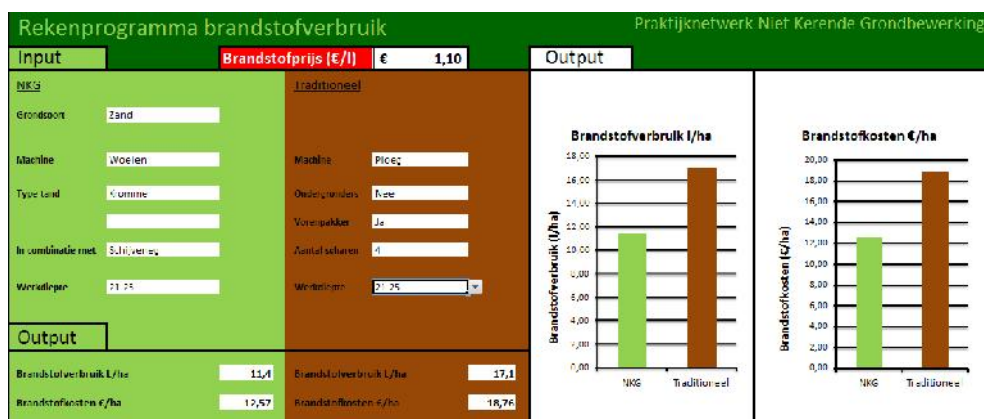 Rekenprogramma brandstofverbruik
Praktijknetwerk Niet Kerende Grondbewerking
Input
Brandstofprijs (€/l) € 1,10
Output
NKG
Traditioneel
Grondsoort Zand
Machine Woelen
Machine Ploeg
Type tand Kromme
Ondergronders Nee
Vorenpakker Ja
In combinatie met Schijveneg
Aantal scharen 4
Werkdiepte 21-25
Werkdiepte 21-25
Output
Brandstofverbruik L/ha 11,4
Brandstofverbruik L/ha 17,1
Brandstofkosten €/ha 12,57
Brandstofkosten €/ha 18,76
Brandstofverbruik l/ha
Brandstofverbruik (l/ha)
18,00
16,00
14,00
12,00
10,00
8,00
6,00
4,00
2,00
0,00
NKG Traditioneel
Brandstofkosten €/ha
Brandstofkosten (€/ha)
20,00
18,00
16,00
14,00
12,00
10,00
8,00
6,00
4,00
2,00
0,00
NKG Traditioneel